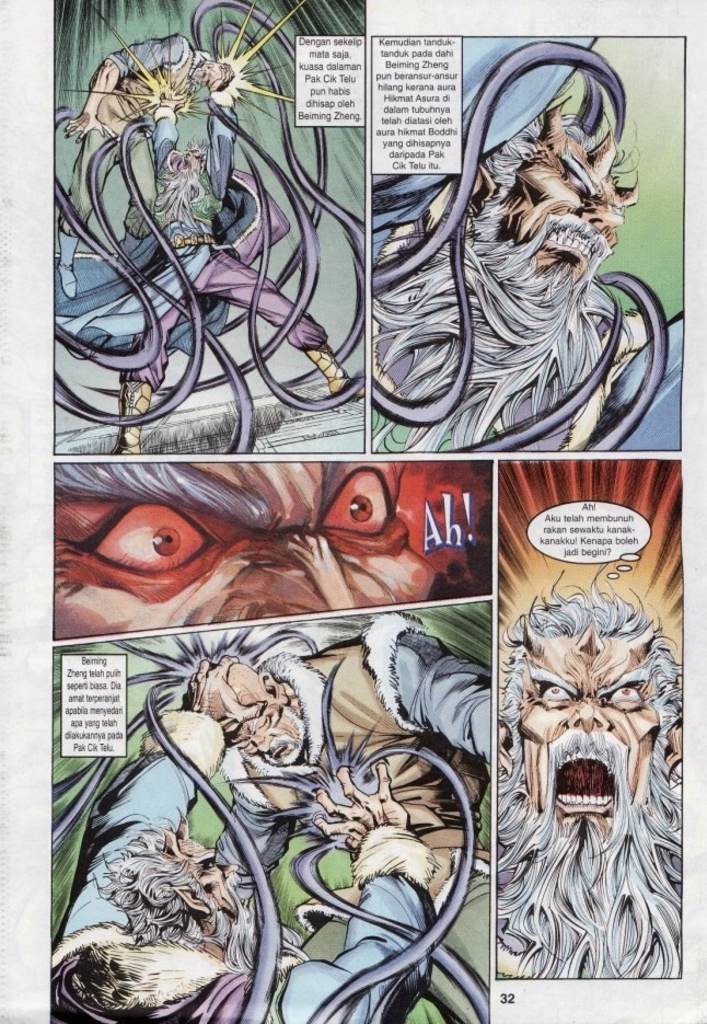 Dengan sekelip
mata saja,
kuasa dalaman
Pak Cik Telu
pun habis
dihisap oleh
Beiming Zheng.
Kemudian tanduk-
tanduk pada dahi
Beiming Zheng
pun beransur-ansur
hilang kerana aura
Hikmat Asura di
dalam tubuhnya
telah diatasi oleh
aura hikmat Boddhi
yang dihisapnya
daripada Pak
Cik Telu itu.
Ah!
Ah!
Aku telah membunuh
rakan sewaktu kanak-
kanakku! Kenapa boleh
jadi begini?
Beiming
Zheng telah pulih
seperti biasa. Dia
amat terperanjat
apabila menyedari
apa yang telah
dilakukannya pada
Pak Cik Telu.
32